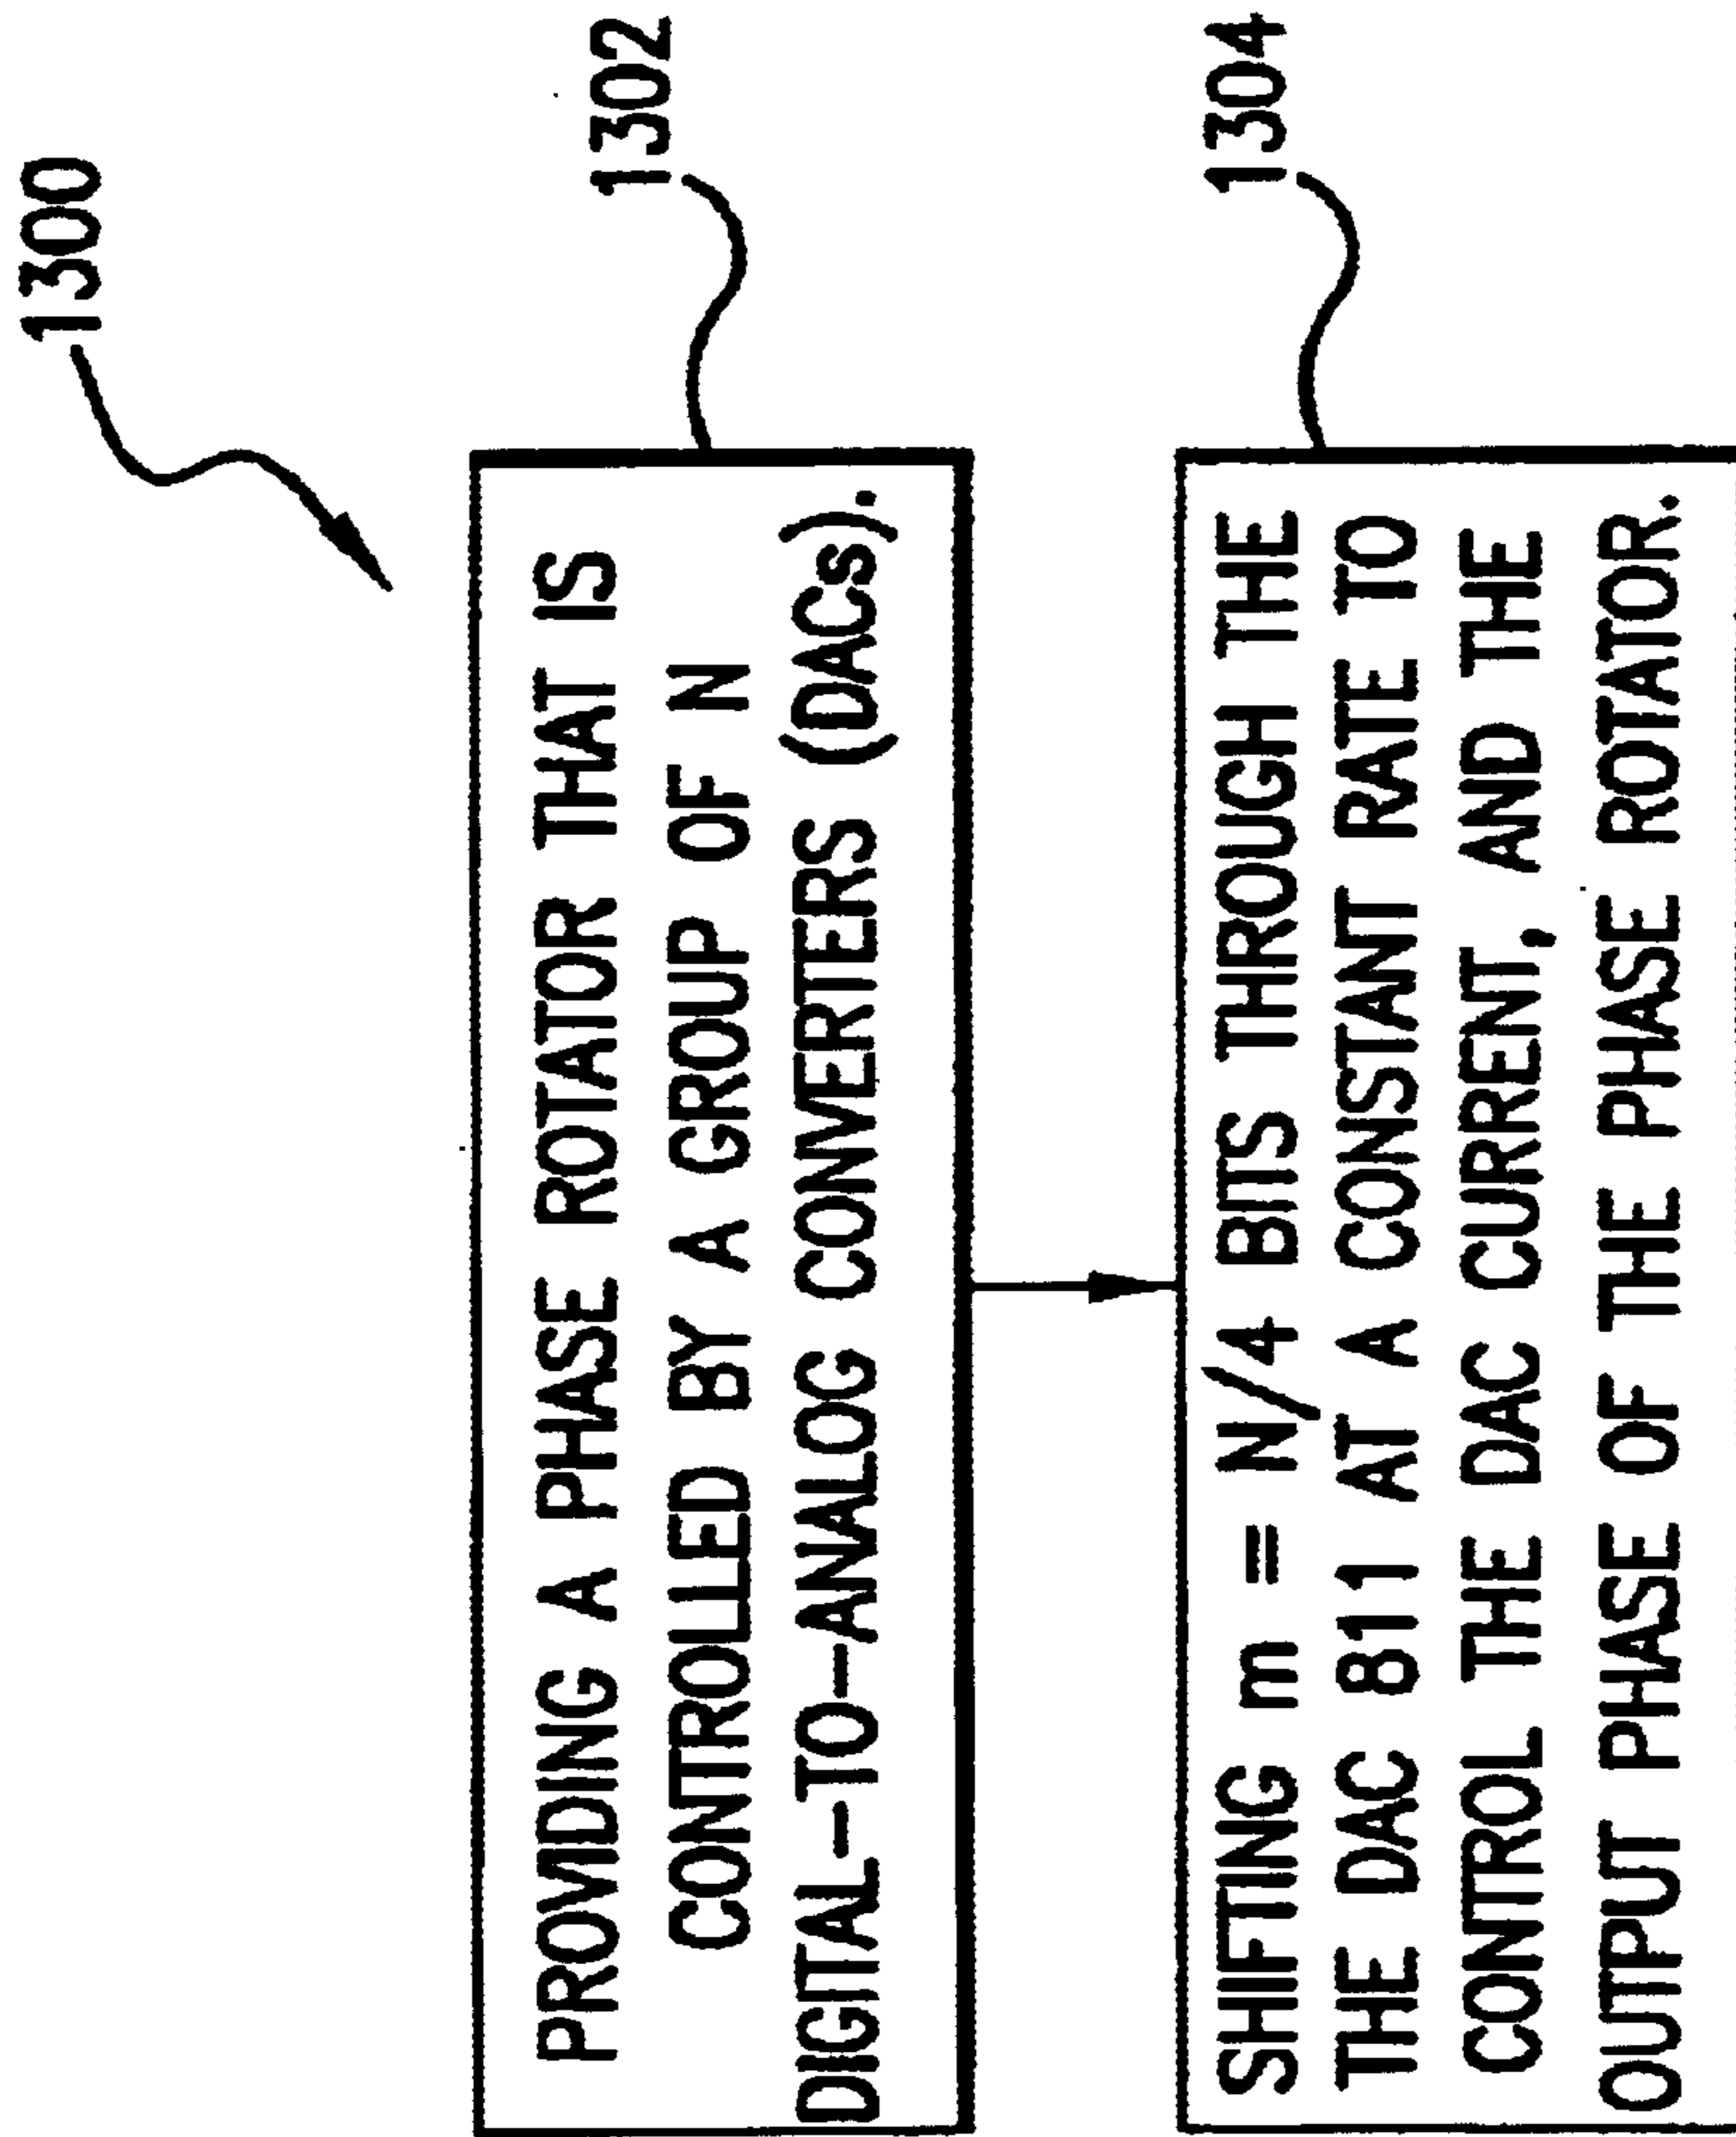 1300
PROVIDING A PHASE ROTATOR THAT IS
CONTROLLED BY A GROUP OF N
DIGITAL-TO-ANALOG CONVERTERS (DACs).
1302
SHIFTING m = N/4 BITS THROUGH THE
THE DAC 811 AT A CONSTANT RATE TO
CONTROL THE DAC CURRENT, AND THE
OUTPUT PHASE OF THE PHASE ROTATOR.
1304